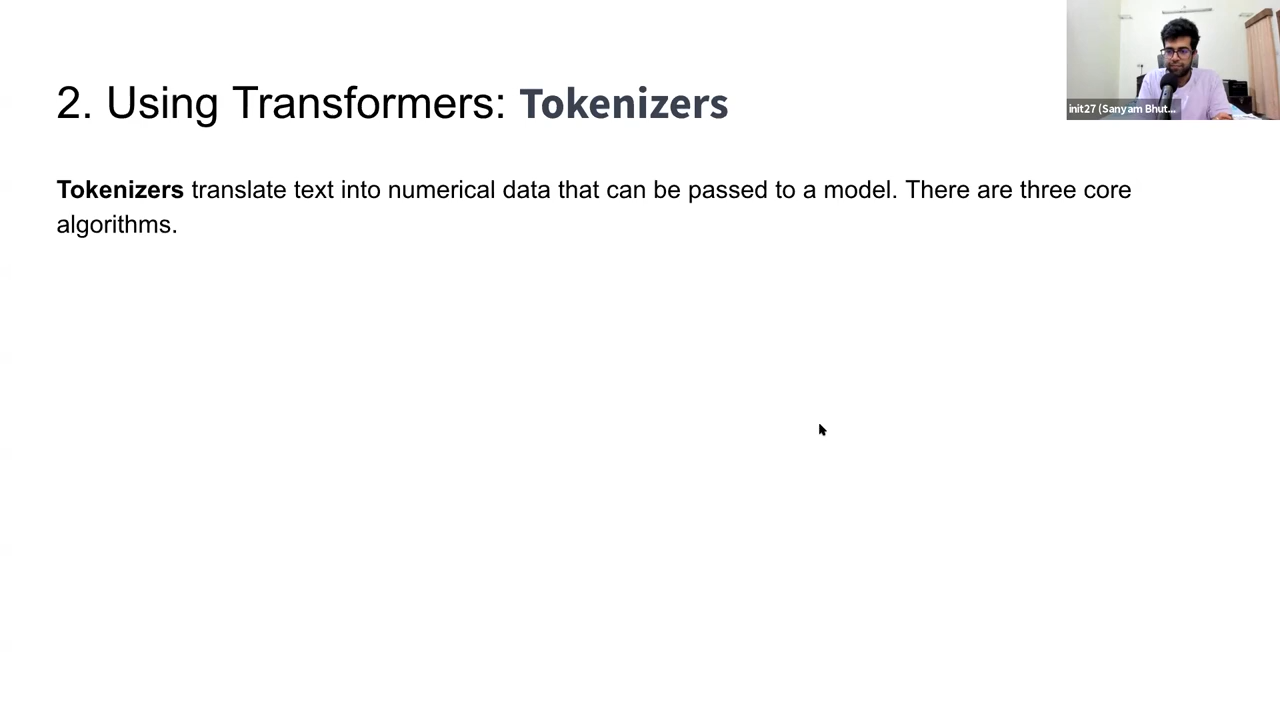 2. Using Transformers: Tokenizers
init27 (Sanyam Bhut...
Tokenizers translate text into numerical data that can be passed to a model. There are three core
algorithms.